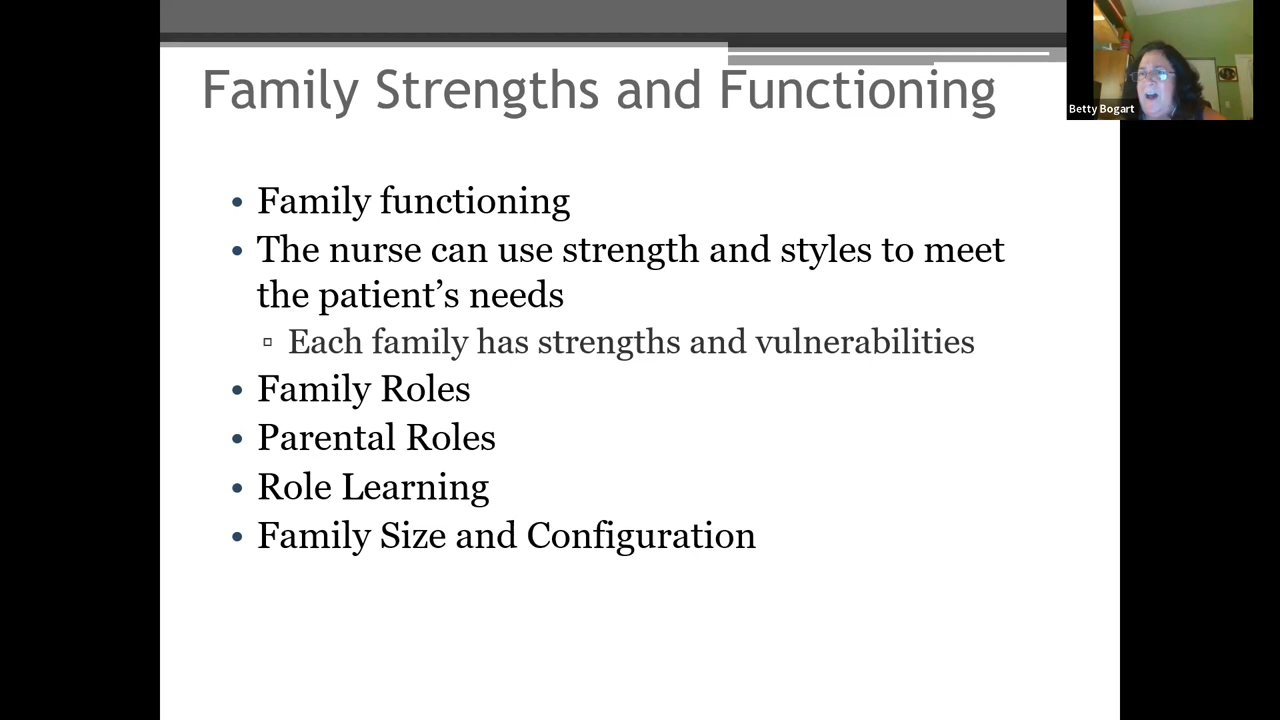 Family Strengths and Functioning
Betty Bogart
• Family functioning
• The nurse can use strength and styles to meet
the patient’s needs
▫ Each family has strengths and vulnerabilities
• Family Roles
• Parental Roles
• Role Learning
• Family Size and Configuration